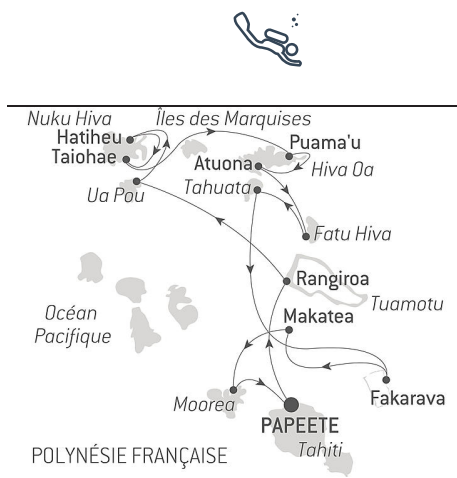 Nuku Hiva
Îles des Marquises
Hatiheu
Taiohae
Puama'u
Atuona
Hiva Oa
Tahuata
Ua Pou
Fatu Hiva
Rangiroa
Tuamotu
Océan
Pacifique
Makatea
Fakarava
Moorea
PAPEETE
Tahiti
POLYNÉSIE FRANÇAISE